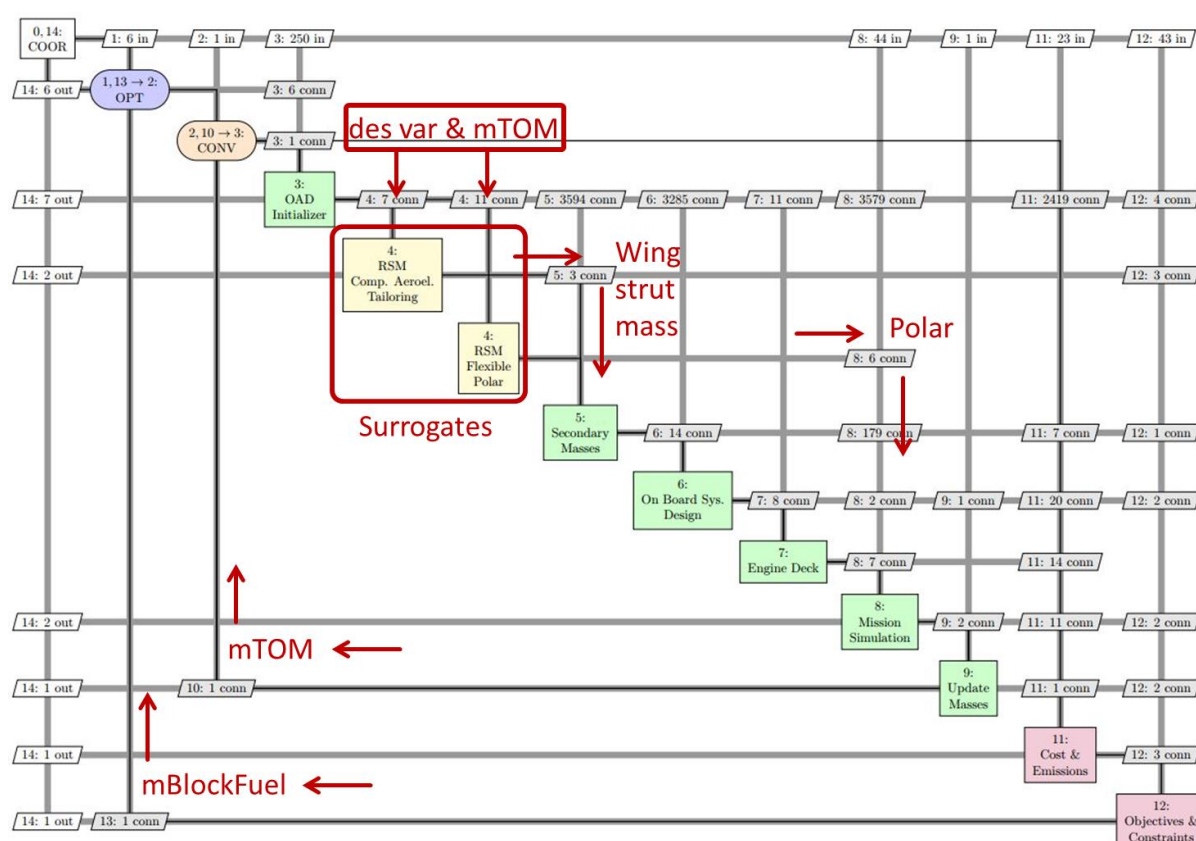 0, 14:
COOR
1: 6 in
2: 1 in
3: 250 in
8: 44 in
9: 1 in
11: 23 in
12: 43 in
14: 6 out
1, 13 → 2:
OPT
3: 6 conn
2, 10 → 3:
CONV
3: 1 conn
des var & mTOM
14: 7 out
3:
OAD
Initializer
4: 7 conn
4: 11 conn
5: 3594 conn
6: 3285 conn
7: 11 conn
8: 3579 conn
11: 2419 conn
12: 4 conn
14: 2 out
4:
RSM
Comp. Aeroel.
Tailoring
5: 3 conn
12: 3 conn
Wing
strut
mass
4:
RSM
Flexible
Polar
8: 6 conn
Polar
Surrogates
5:
Secondary
Masses
6: 14 conn
8: 179 conn
11: 7 conn
12: 1 conn
6:
On Board Sys.
Design
7: 8 conn
8: 2 conn
9: 1 conn
11: 20 conn
12: 2 conn
7:
Engine Deck
8: 7 conn
11: 14 conn
14: 2 out
8:
Mission
Simulation
9: 2 conn
11: 11 conn
12: 2 conn
mTOM
14: 1 out
10: 1 conn
9:
Update
Masses
11: 1 conn
12: 2 conn
14: 1 out
11:
Cost &
Emissions
12: 3 conn
mBlockFuel
14: 1 out
13: 1 conn
12:
Objectives &
Constraints